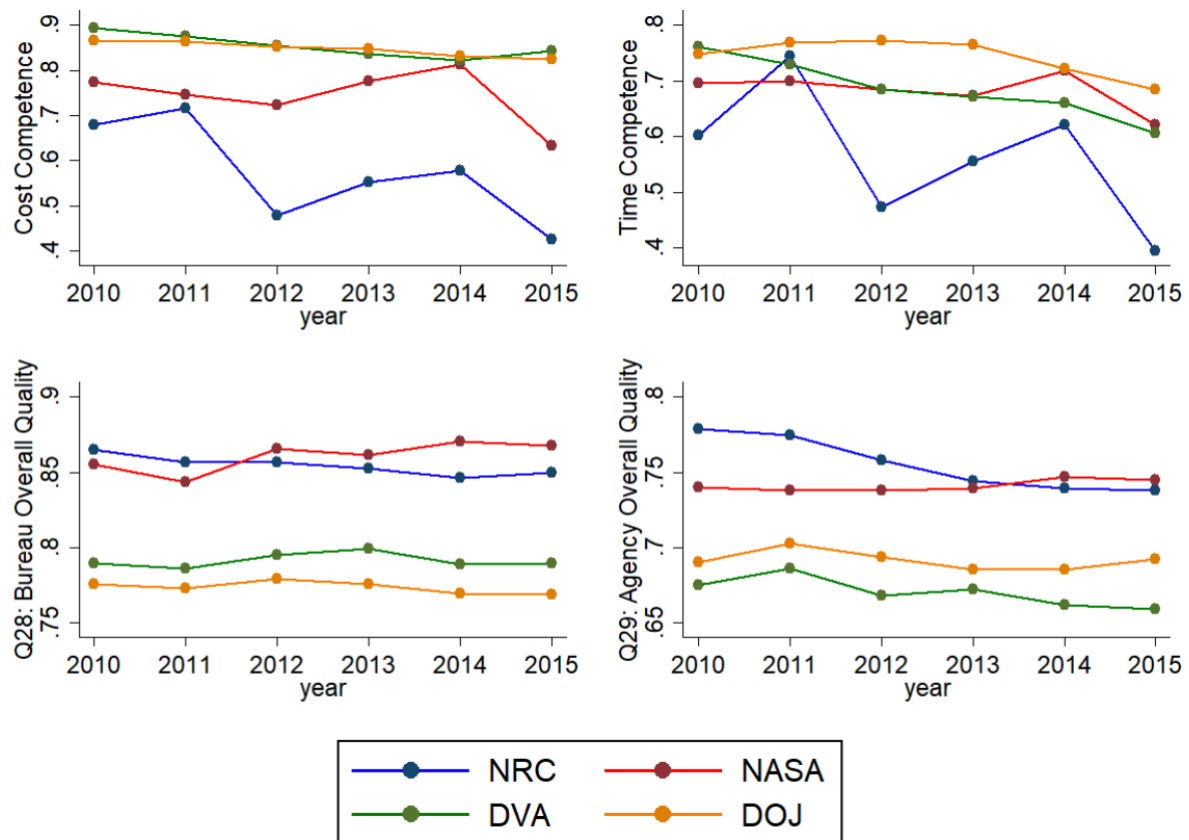 Cost Competence
.9
.8
.7
.6
.5
.4
2010 2011 2012 2013 2014 2015
year
Time Competence
.8
.7
.6
.5
.4
2010 2011 2012 2013 2014 2015
year
Q28: Bureau Overall Quality
.9
.85
.8
.75
2010 2011 2012 2013 2014 2015
year
Q29: Agency Overall Quality
.8
.75
.7
.65
2010 2011 2012 2013 2014 2015
year
NRC NASA
DVA DOJ